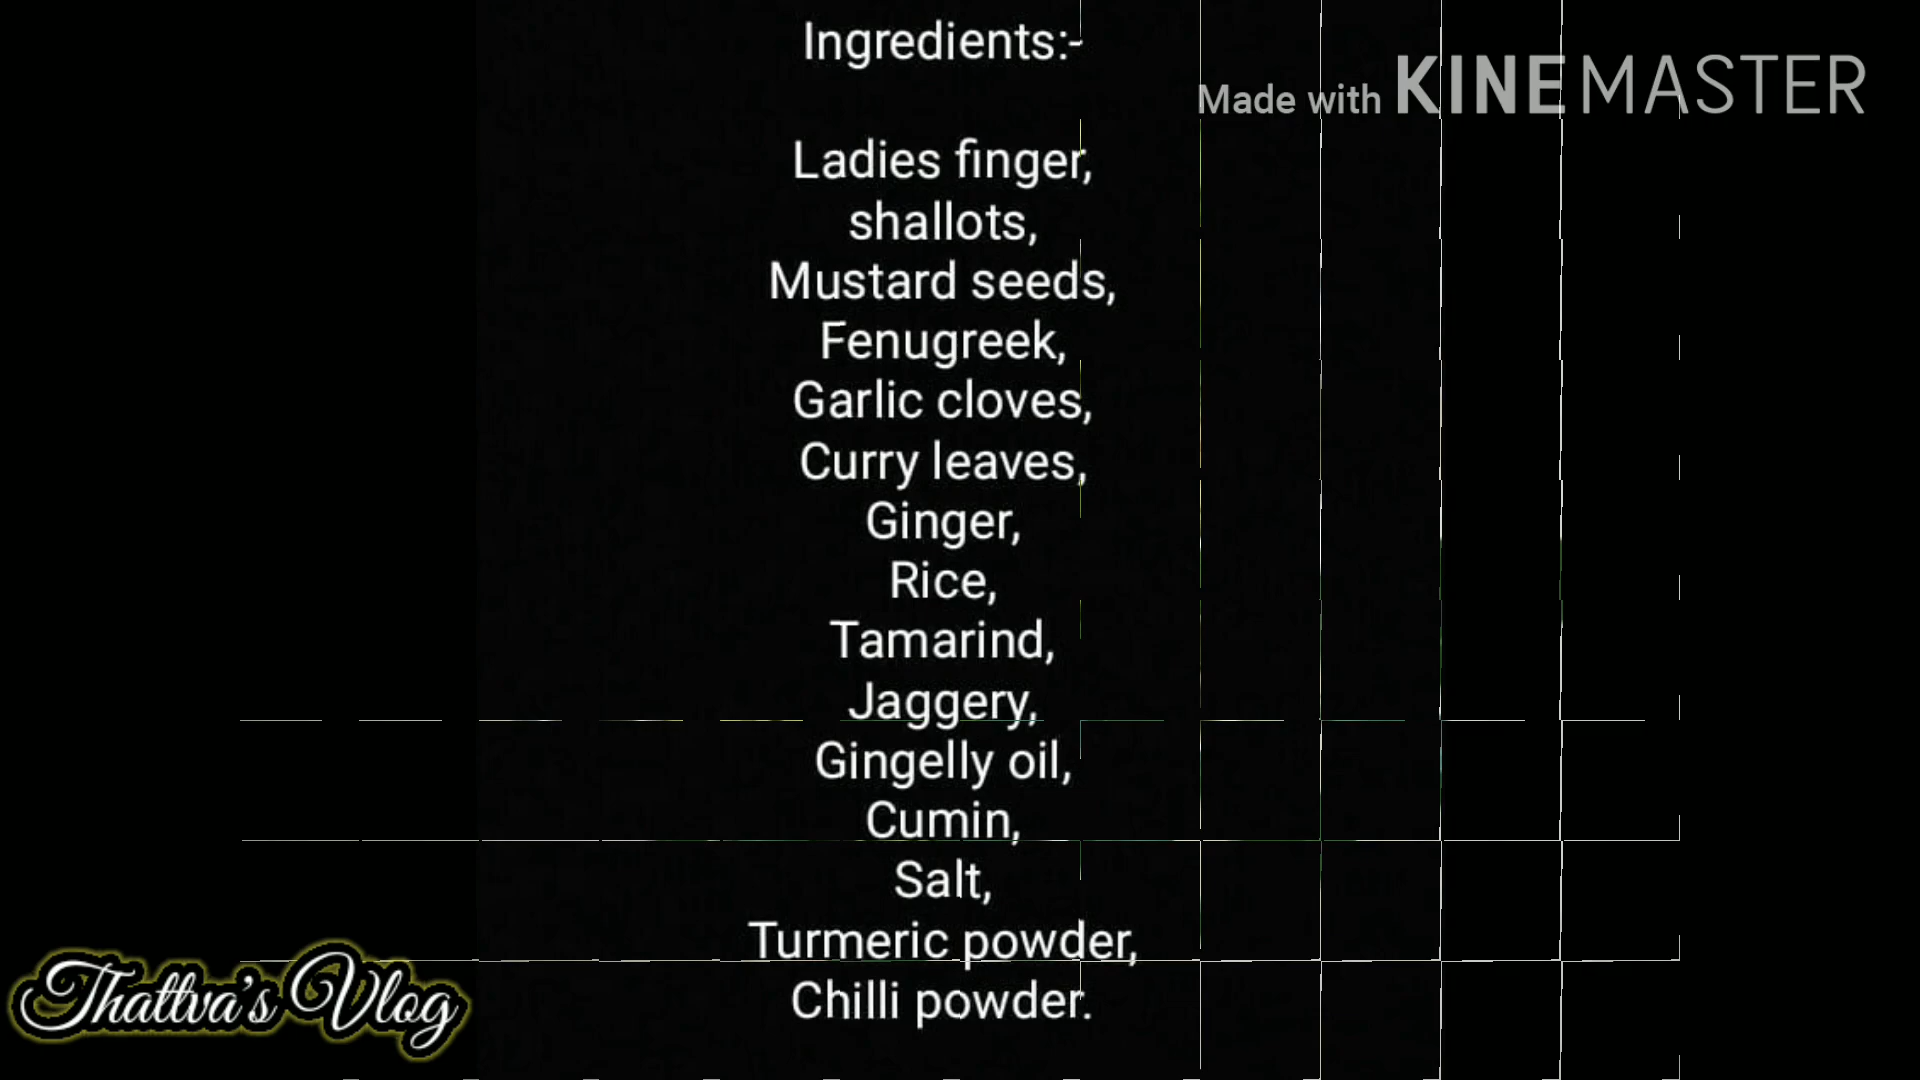 Ingredients:-
Made with KINEMASTER
Ladies finger,
shallots,
Mustard seeds,
Fenugreek,
Garlic cloves,
Curry leaves,
Ginger,
Rice,
Tamarind,
Jaggery,
Gingelly oil,
Cumin,
Salt,
Turmeric powder,
Chilli powder.
Thattva's Vlog